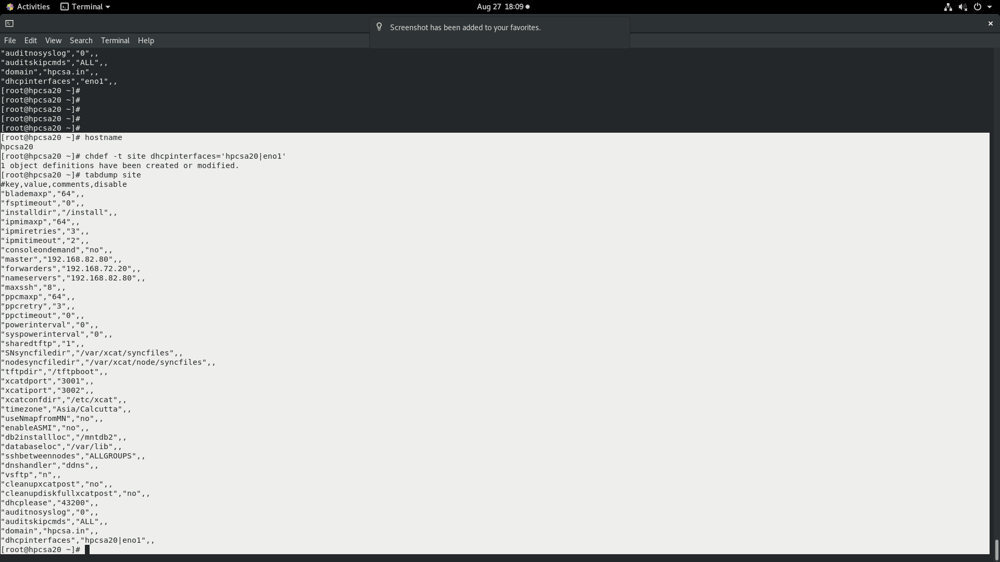 Activities Terminal Aug 27 18:09
Screenshot has been added to your favorites.
File Edit View Search Terminal Help
"auditnosyslog","0",,
"auditskipcmds","ALL",,
"domain","hpcsa.in",,
"dhcpinterfaces","eno1",,
[root@hpcsa20 ~]#
[root@hpcsa20 ~]#
[root@hpcsa20 ~]#
[root@hpcsa20 ~]#
[root@hpcsa20 ~]#
[root@hpcsa20 ~]# hostname
hpcsa20
[root@hpcsa20 ~]# chdef -t site dhcpinterfaces='hpcsa20|eno1'
1 object definitions have been created or modified.
[root@hpcsa20 ~]# tabdump site
#key,value,comments,disable
"blademaxp","64",,
"fsptimeout","0",,
"installdir","/install",,
"ipmimaxp","64",,
"ipmiretries","3",,
"ipmitimeout","2",,
"consoleondemand","no",,
"master","192.168.82.80",,
"forwarders","192.168.72.20",,
"nameservers","192.168.82.80",,
"maxssh","8",,
"ppcmaxp","64",,
"ppcretry","3",,
"ppctimeout","0",,
"powerinterval","0",,
"syspowerinterval","0",,
"sharedtftp","1",,
"SNsyncfiledir","/var/xcat/syncfiles",,
"nodesyncfiledir","/var/xcat/node/syncfiles",,
"tftpdir","/tftpboot",,
"xcatdport","3001",,
"xcatiport","3002",,
"xcatconfdir","/etc/xcat",,
"timezone","Asia/Calcutta",,
"useNmapfromMN","no",,
"enableASMI","no",,
"db2installloc","/mntdb2",,
"databaseloc","/var/lib",,
"sshbetweennodes","ALLGROUPS",,
"dnshandler","ddns",,
"vsftp","n",,
"cleanupxcatpost","no",,
"cleanupdiskfullxcatpost","no",,
"dhcplease","43200",,
"auditnosyslog","0",,
"auditskipcmds","ALL",,
"domain","hpcsa.in",,
"dhcpinterfaces","hpcsa20|eno1",,
[root@hpcsa20 ~]#